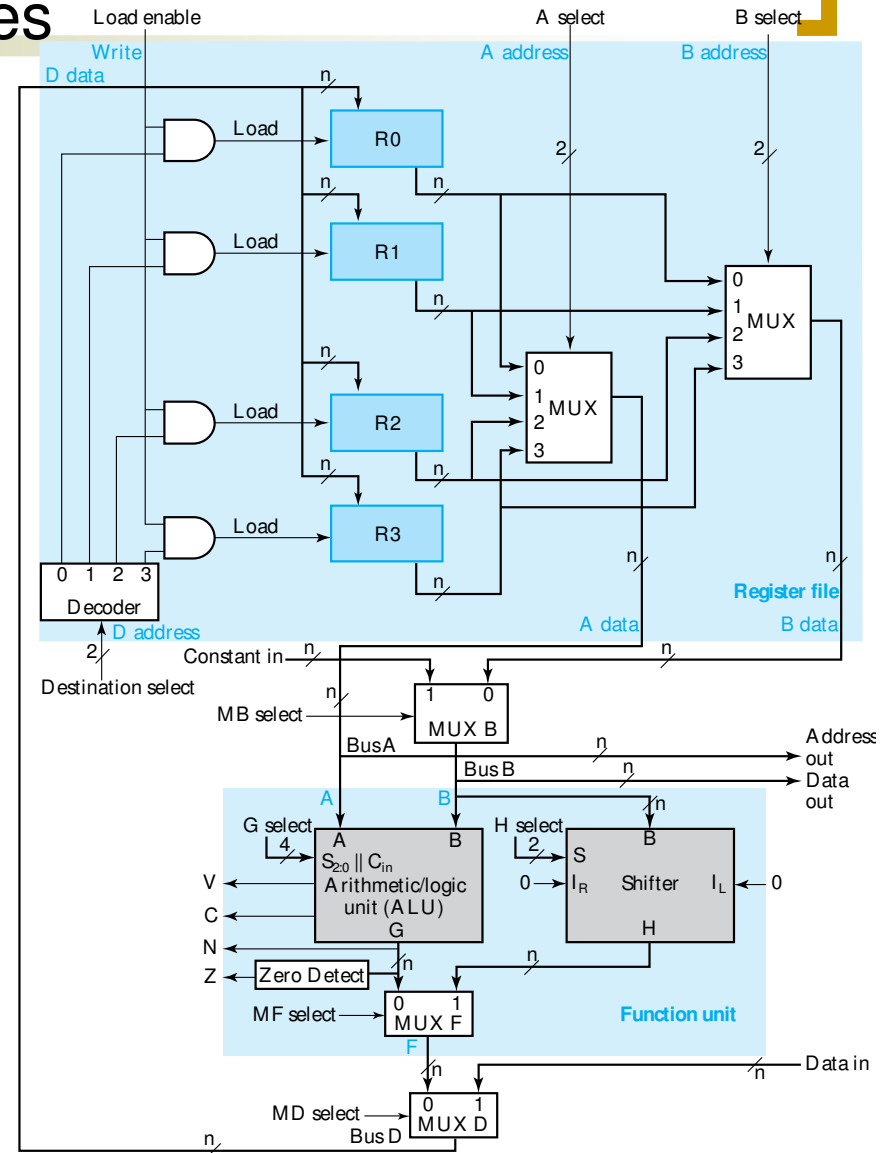 es
Load enable A select B select
Write A address B address
D data n
Load R0
2 2
n n
Load R1
n
0
1
2
3
MUX
n
0
1
2
3
MUX
Load R2
n n
Load R3
n n n
0 1 2 3
Decoder
Register file
D address A data B data
2
Constant in n n
Destination select
n 1 0
MB select MUX B
Bus A n Address
out
Bus B n Data
out
A B n
G select H select
4 A B 2 B
S2:0 || Cin S
V Arithmetic/logic 0 IR Shifter IL 0
unit (ALU)
C G H
N n n
Z Zero Detect
0 1
MF select MUX F Function unit
F
n n Data in
0 1
MD select MUX D
n Bus D